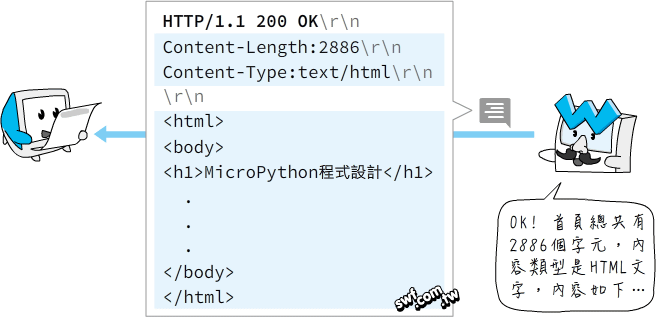 HTTP/1.1 200 OK\r\n
Content-Length:2886\r\n
Content-Type:text/html\r\n
\r\n
<html>
<body>
<h1>MicroPython程式設計</h1>
.
.
.
</body>
</html>
swf.com.tw
W
OK! 首頁總共有
2886個字元，內
容類型是HTML文
字，內容如下…